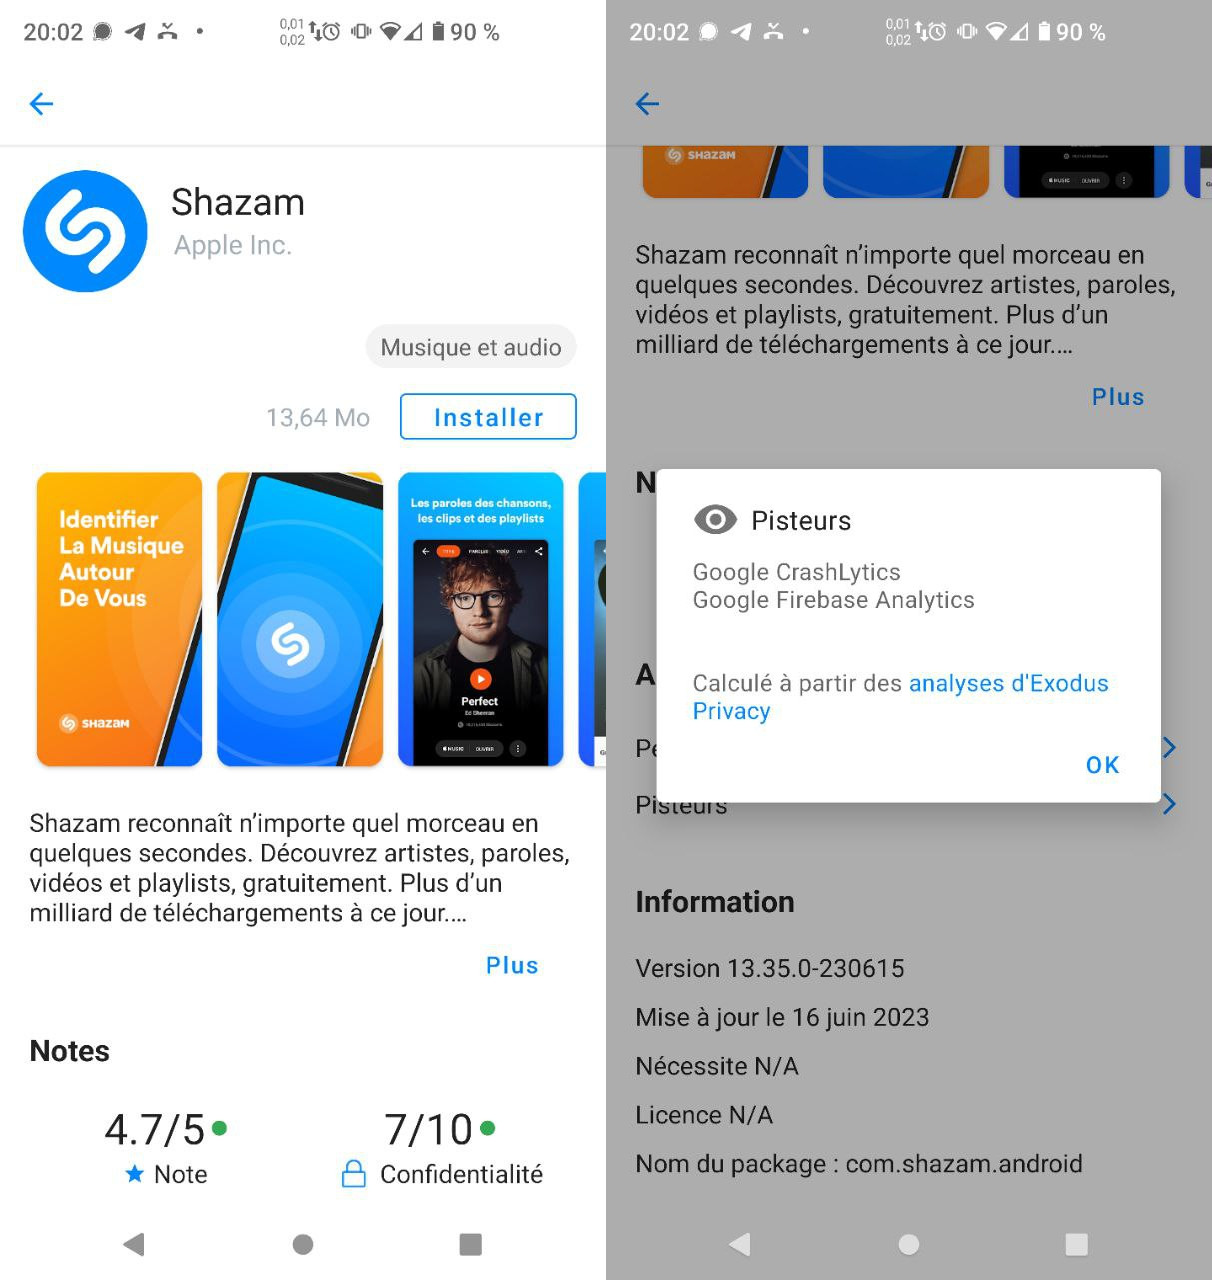 20:02
0,01
0,02
90 %
Shazam
Apple Inc.
Musique et audio
13,64 Mo
Installer
Identifier
La Musique
Autour
De Vous
SHAZAM
Les paroles des chansons,
les clips et des playlists
PAROLES
VIDÉO
Perfect
Ed Sheeran
MUSIC
OUVRIR
Shazam reconnaît n’importe quel morceau en
quelques secondes. Découvrez artistes, paroles,
vidéos et playlists, gratuitement. Plus d’un
milliard de téléchargements à ce jour....
Plus
Notes
4.7/5
Note
7/10
Confidentialité
20:02
0,01
0,02
90 %
SHAZAM
MUSIC
OUVRIR
Shazam reconnaît n’importe quel morceau en
quelques secondes. Découvrez artistes, paroles,
vidéos et playlists, gratuitement. Plus d’un
milliard de téléchargements à ce jour....
Plus
N
Pisteurs
Google CrashLytics
Google Firebase Analytics
A
Calculé à partir des analyses d'Exodus
Privacy
OK
Pisteurs
Information
Version 13.35.0-230615
Mise à jour le 16 juin 2023
Nécessite N/A
Licence N/A
Nom du package : com.shazam.android